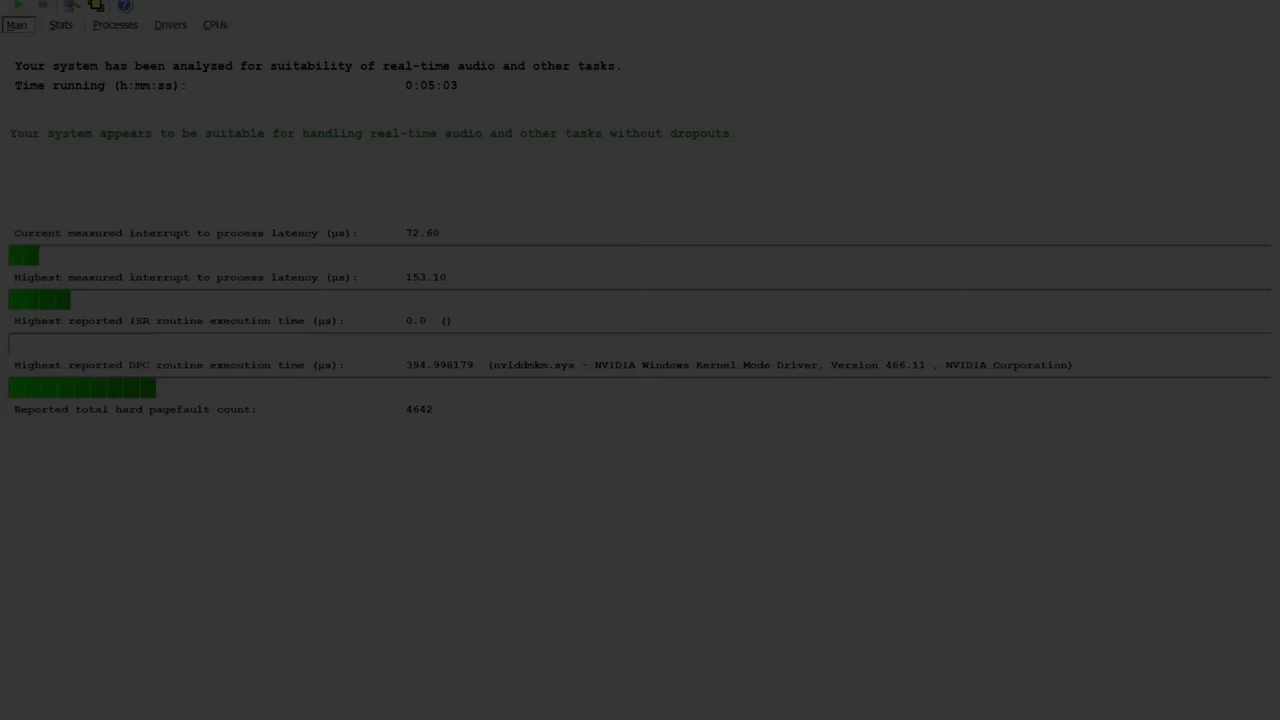 Main Stats Processes Drivers CPUs
Your system has been analyzed for suitability of real-time audio and other tasks.
Time running (h:mm:ss): 0:05:03
Your system appears to be suitable for handling real-time audio and other tasks without dropouts.
Current measured interrupt to process latency (µs): 72.60
Highest measured interrupt to process latency (µs): 153.10
Highest reported ISR routine execution time (µs): 0.0 ()
Highest reported DPC routine execution time (µs): 394.998179 (nvlddmkm.sys - NVIDIA Windows Kernel Mode Driver, Version 466.11 , NVIDIA Corporation)
Reported total hard pagefault count: 4642